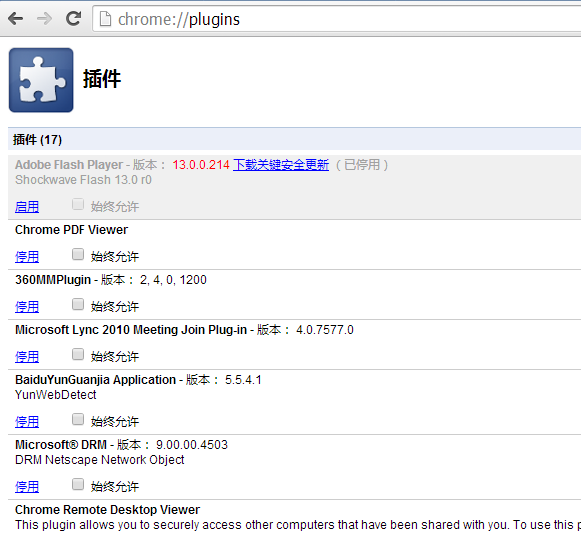 chrome://plugins
插件
插件 (17)
Adobe Flash Player - 版本： 13.0.0.214 下载关键安全更新 （已停用）
Shockwave Flash 13.0 r0
启用 始终允许
Chrome PDF Viewer
停用 始终允许
360MMPlugin - 版本： 2, 4, 0, 1200
停用 始终允许
Microsoft Lync 2010 Meeting Join Plug-in - 版本： 4.0.7577.0
停用 始终允许
BaiduYunGuanjia Application - 版本： 5.5.4.1
YunWebDetect
停用 始终允许
Microsoft® DRM - 版本： 9.00.00.4503
DRM Netscape Network Object
停用 始终允许
Chrome Remote Desktop Viewer
This plugin allows you to securely access other computers that have been shared with you. To use this p